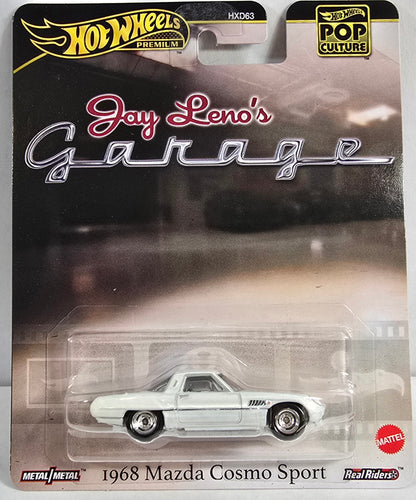 HOT WHEELS
PREMIUM
HXD63
HOT WHEELS
POP
CULTURE
Jay Leno's
Garage
MATTEL
METAL/METAL™
1968 Mazda Cosmo Sport
Real Riders®